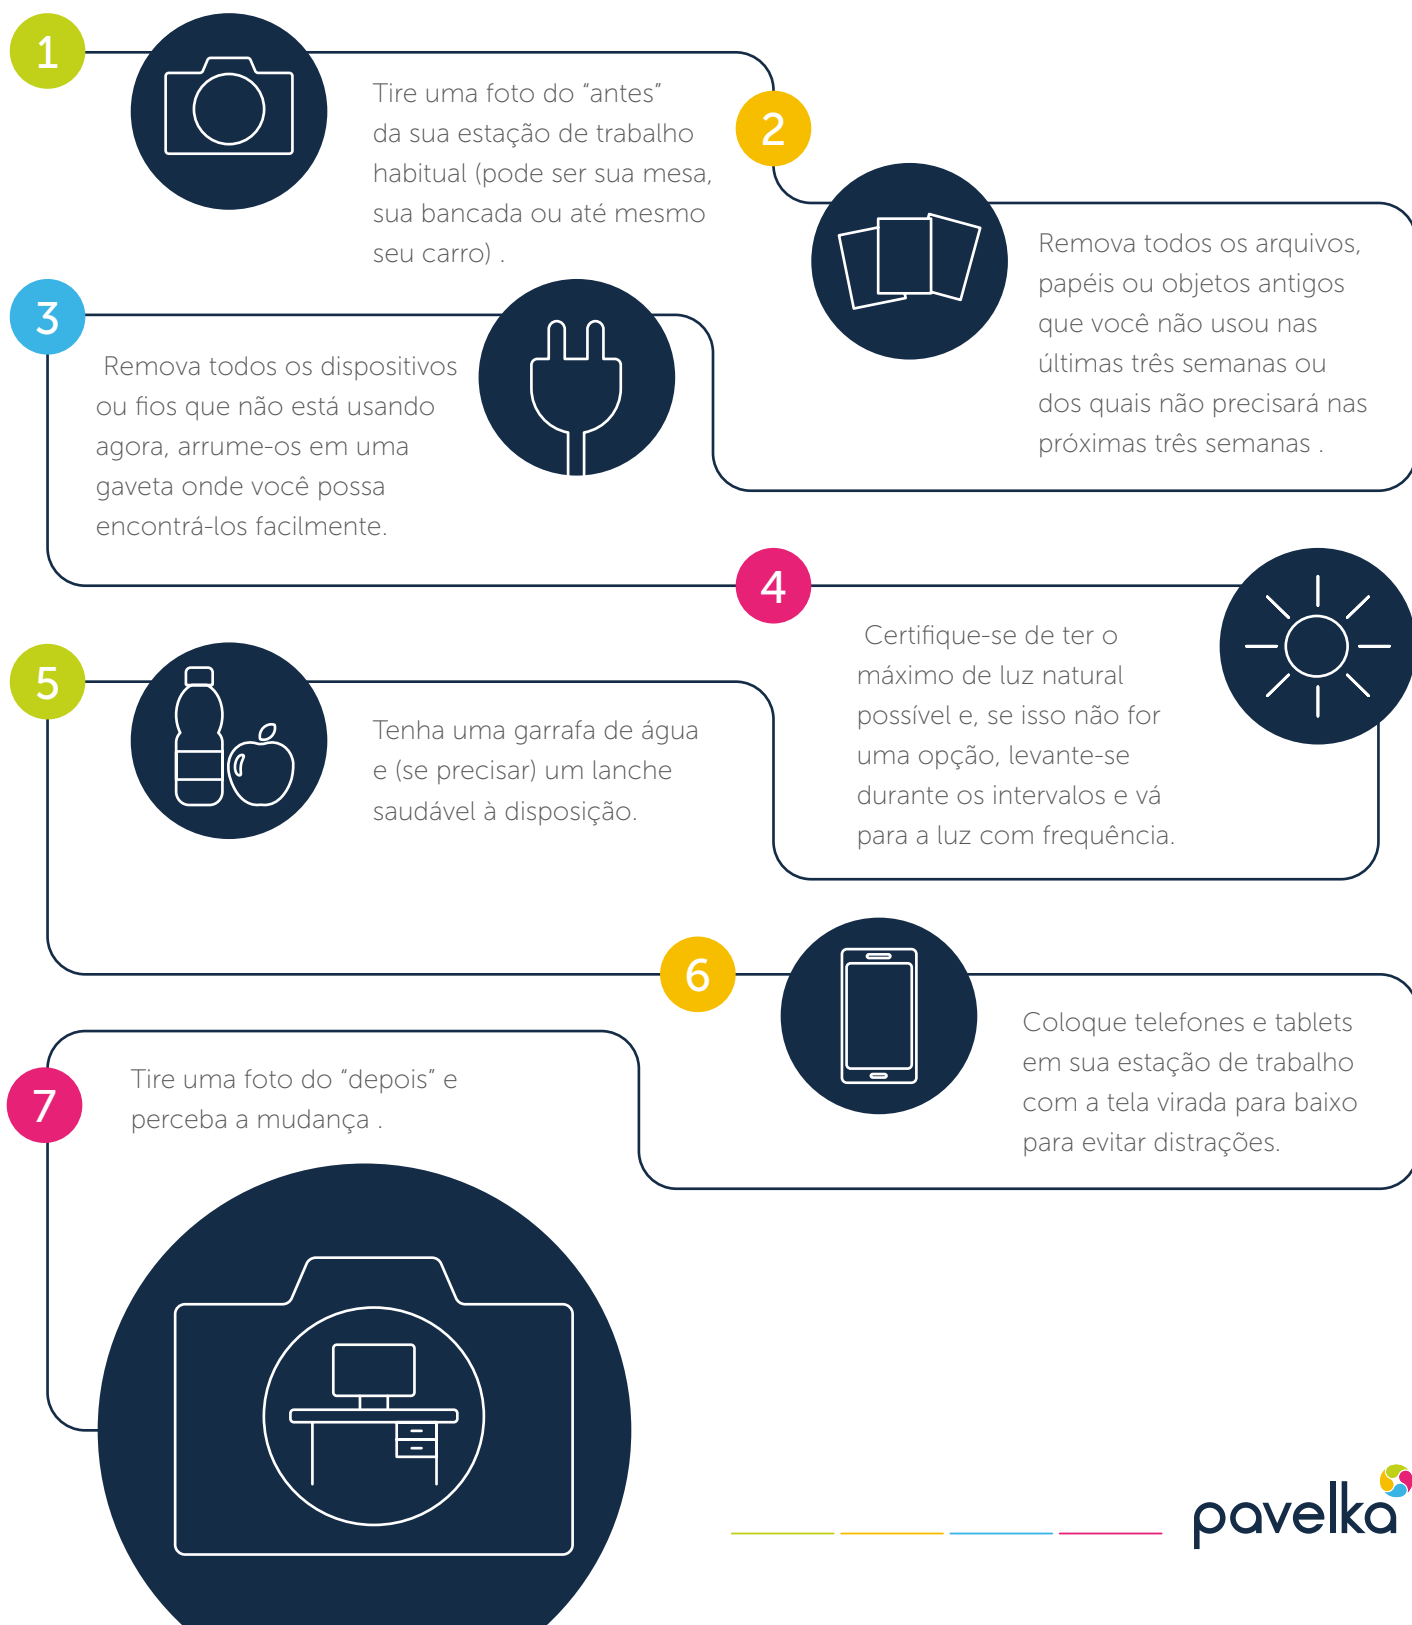 1
Tire uma foto do “antes”
da sua estação de trabalho
habitual (pode ser sua mesa,
sua bancada ou até mesmo
seu carro) .
2
Remova todos os arquivos,
papéis ou objetos antigos
que você não usou nas
últimas três semanas ou
dos quais não precisará nas
próximas três semanas .
3
Remova todos os dispositivos
ou fios que não está usando
agora, arrume-os em uma
gaveta onde você possa
encontrá-los facilmente.
4
Certifique-se de ter o
máximo de luz natural
possível e, se isso não for
uma opção, levante-se
durante os intervalos e vá
para a luz com frequência.
5
Tenha uma garrafa de água
e (se precisar) um lanche
saudável à disposição.
6
Coloque telefones e tablets
em sua estação de trabalho
com a tela virada para baixo
para evitar distrações.
7
Tire uma foto do “depois” e
perceba a mudança .
pavelka